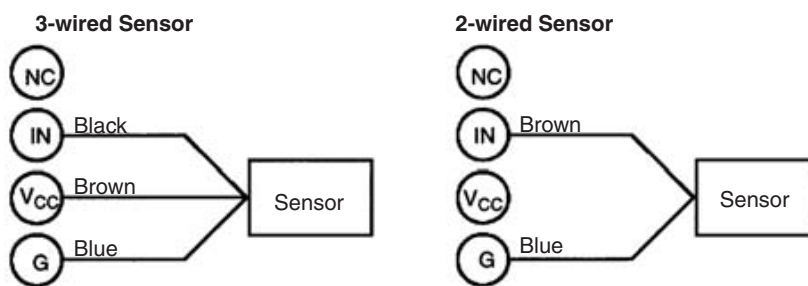 3-wired Sensor
NC
IN Black
VCC Brown
G Blue
Sensor
2-wired Sensor
NC
IN Brown
VCC
G Blue
Sensor